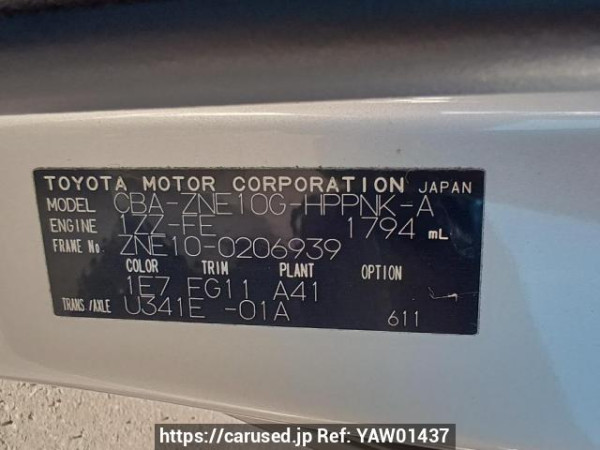 TOYOTA MOTOR CORPORATION JAPAN
MODEL CBA-ZNE10G-HPPNK-A
ENGINE 1ZZ-FE 1794 mL
FRAME No. ZNE10-0206939
COLOR TRIM PLANT OPTION
1E7 FG11 A41
TRANS/AXLE U341E -01A
611
https://carused.jp Ref: YAW01437